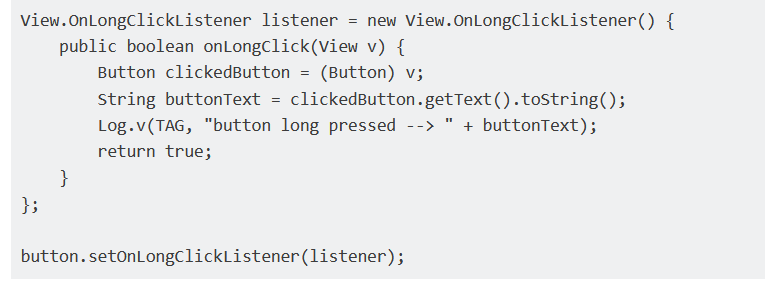 View.OnLongClickListener listener = new View.OnLongClickListener() {
    public boolean onLongClick(View v) {
        Button clickedButton = (Button) v;
        String buttonText = clickedButton.getText().toString();
        Log.v(TAG, "button long pressed --> " + buttonText);
        return true;
    }
};

button.setOnLongClickListener(listener);